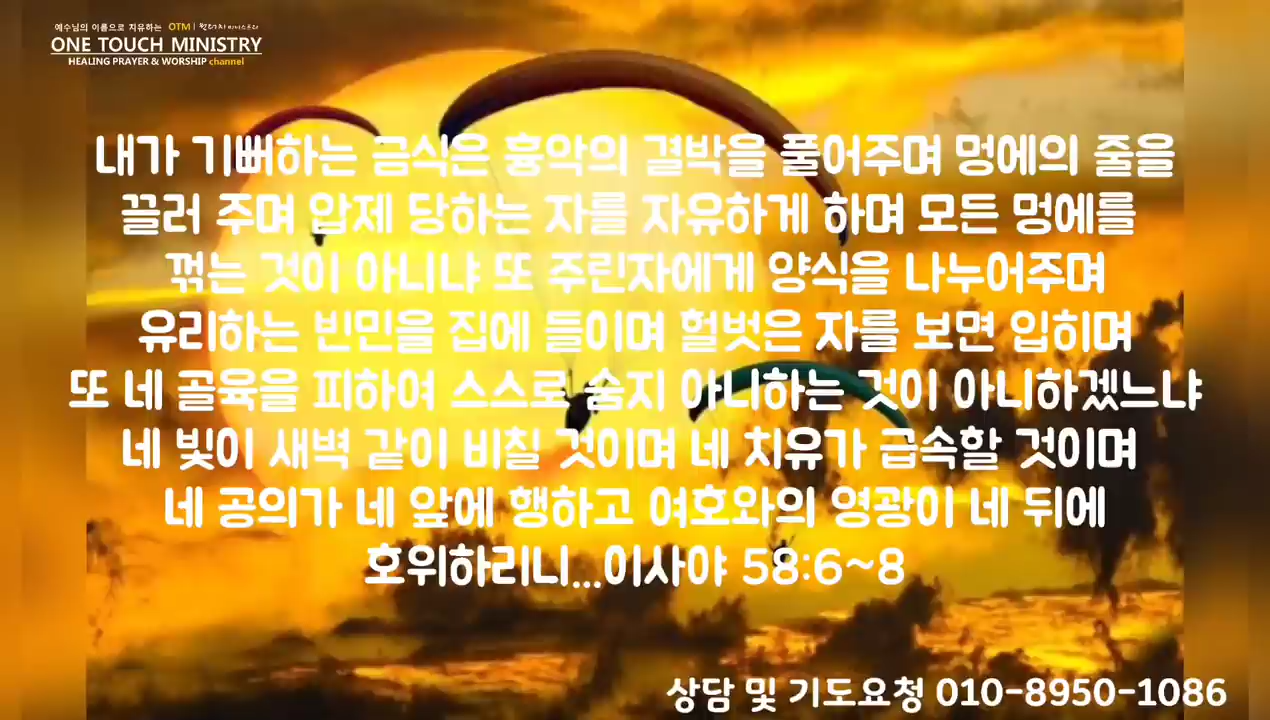 예수님의 이름으로 치유하는 OTM | 원터치 미니스트리
ONE TOUCH MINISTRY
HEALING PRAYER & WORSHIP channel
내가 기뻐하는 금식은 흉악의 결박을 풀어주며 멍에의 줄을
끌러 주며 압제 당하는 자를 자유하게 하며 모든 멍에를
꺾는 것이 아니냐 또 주린자에게 양식을 나누어주며
유리하는 빈민을 집에 들이며 헐벗은 자를 보면 입히며
또 네 골육을 피하여 스스로 숨지 아니하는 것이 아니하겠느냐
네 빛이 새벽 같이 비칠 것이며 네 치유가 급속할 것이며
네 공의가 네 앞에 행하고 여호와의 영광이 네 뒤에
호위하리니...이사야 58:6~8
상담 및 기도요청 010-8950-1086